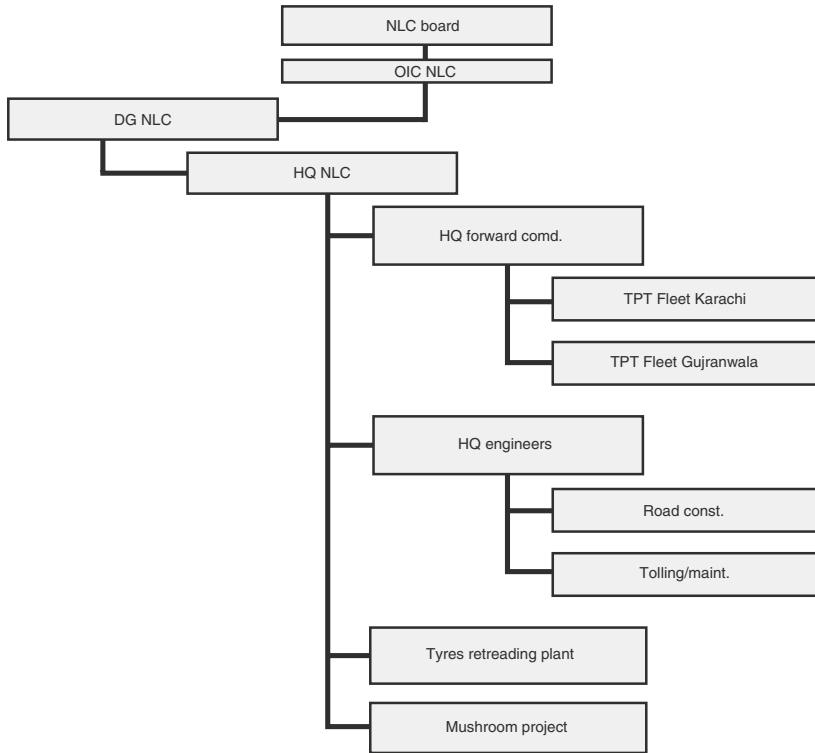 NLC board
OIC NLC
DG NLC
HQ NLC
HQ forward comd.
TPT Fleet Karachi
TPT Fleet Gujranwala
HQ engineers
Road const.
Tolling/maint.
Tyres retreading plant
Mushroom project